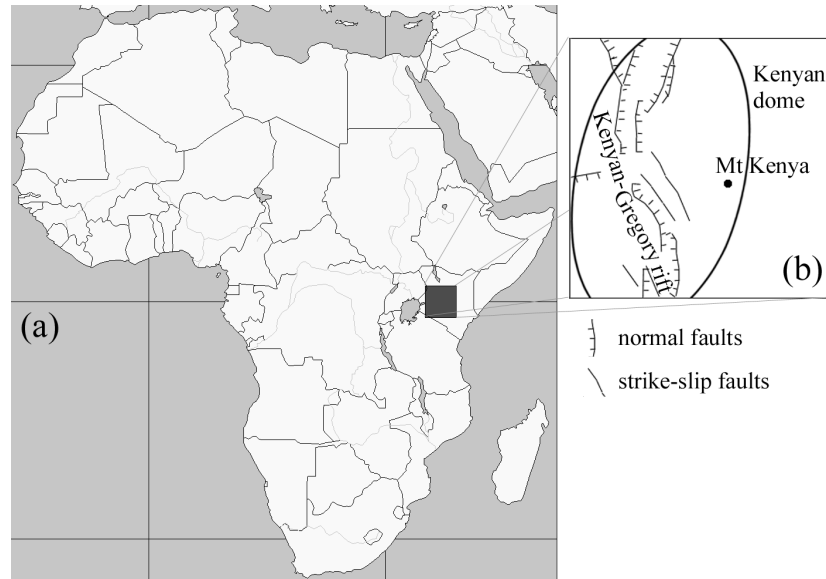 (a)
Kenyan
dome
Mt Kenya
Kenyan-Gregory rift
(b)
normal faults
strike-slip faults